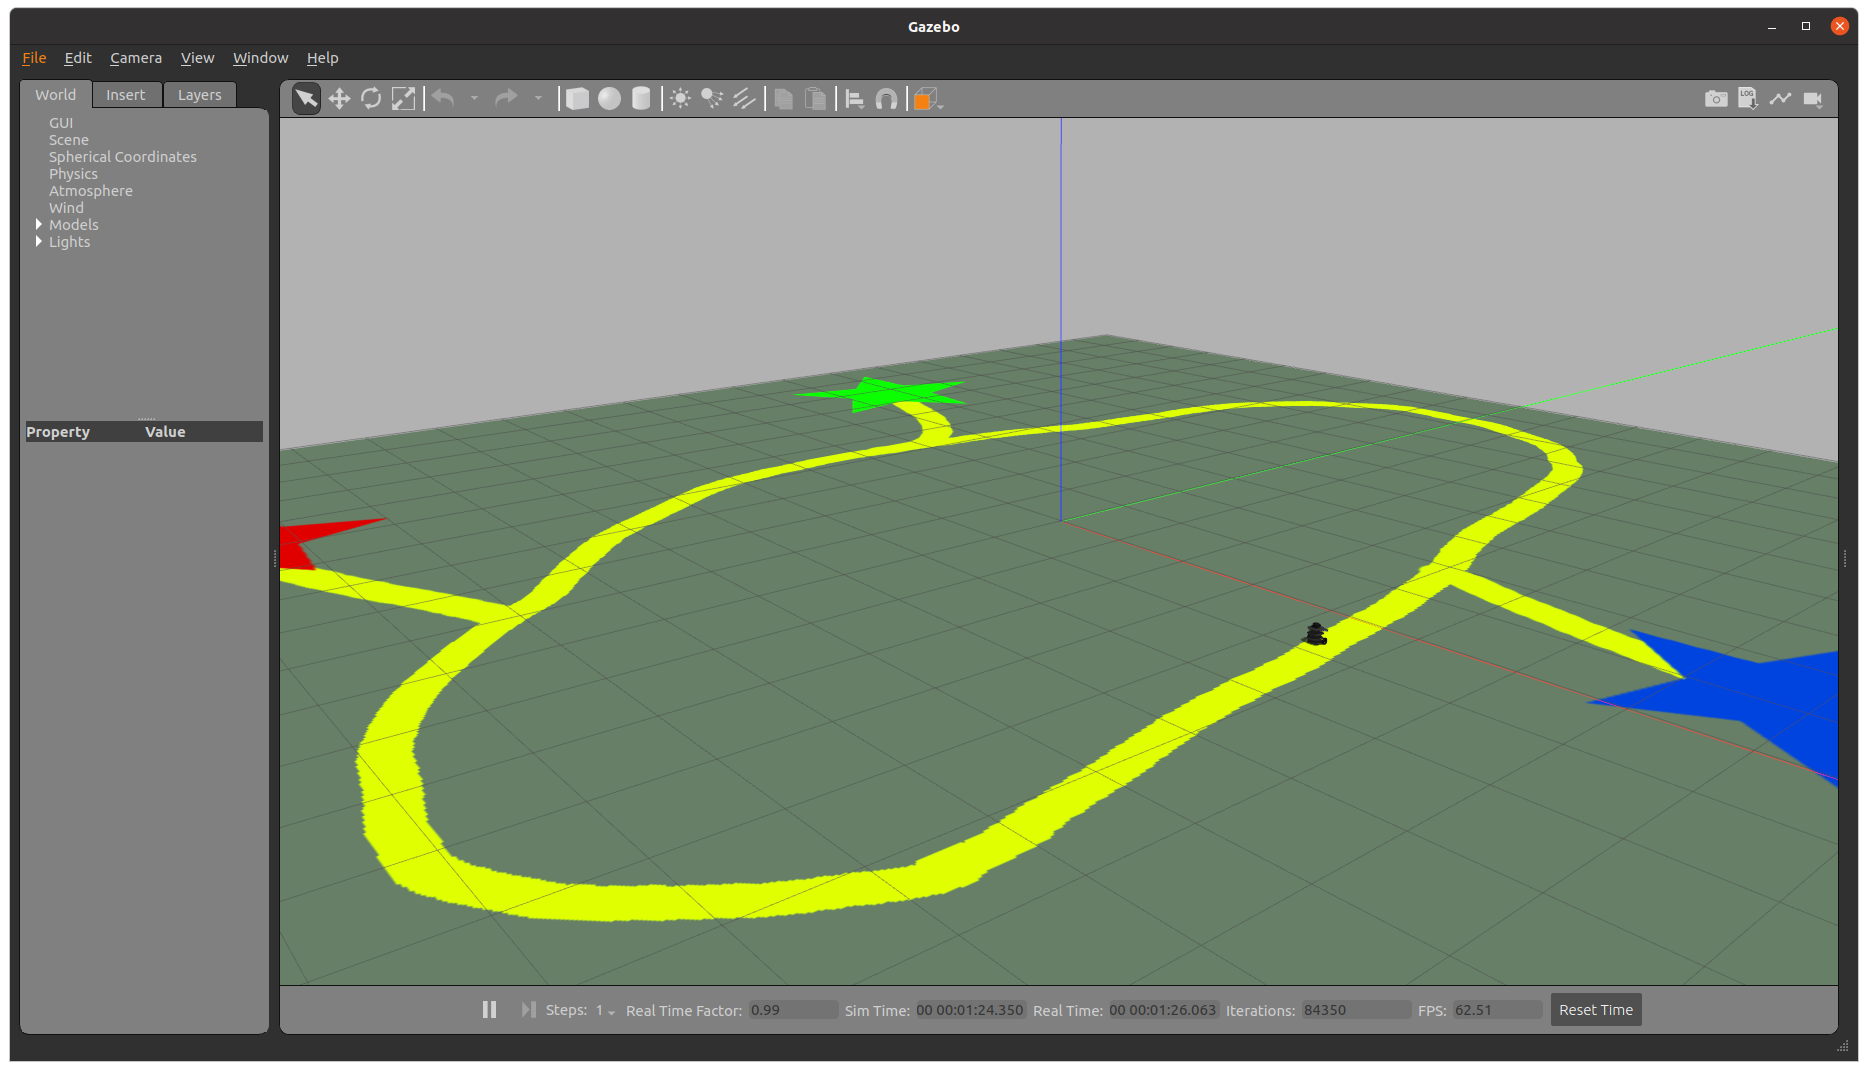 Gazebo
File Edit Camera View Window Help
World Insert Layers
LOG
GUI
Scene
Spherical Coordinates
Physics
Atmosphere
Wind
Models
Lights
Property Value
Steps: 1 Real Time Factor: 0.99 Sim Time: 00 00:01:24.350 Real Time: 00 00:01:26.063 Iterations: 84350 FPS: 62.51 Reset Time